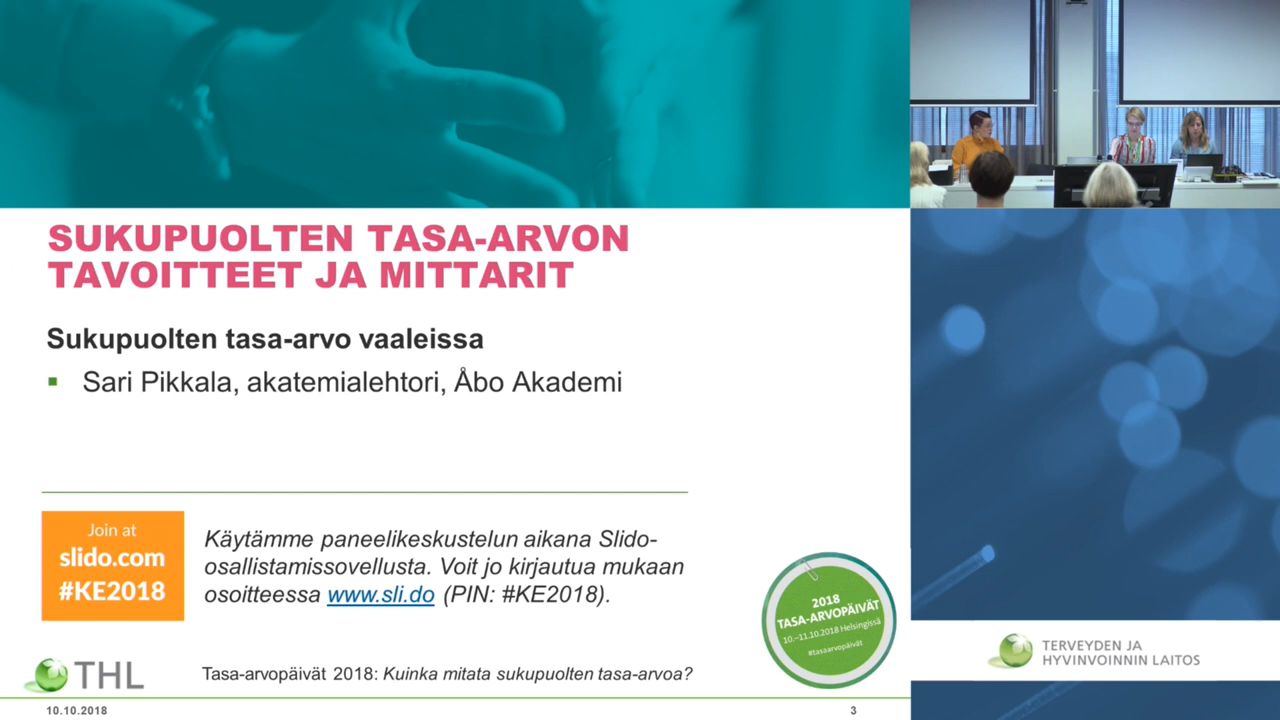 SUKUPUOLTEN TASA-ARVON
TAVOITTEET JA MITTARIT
Sukupuolten tasa-arvo vaaleissa
▪ Sari Pikkala, akatemialehtori, Åbo Akademi
Join at
slido.com
#KE2018
Käytämme paneelikeskustelun aikana Slido-
osallistamissovellusta. Voit jo kirjautua mukaan
osoitteessa www.sli.do (PIN: #KE2018).
2018
TASA-ARVOPÄIVÄT
10.–11.10.2018 Helsingissä
#tasaarvopäivät
THL
Tasa-arvopäivät 2018: Kuinka mitata sukupuolten tasa-arvoa?
10.10.2018
3
TERVEYDEN JA
HYVINVOINNIN LAITOS